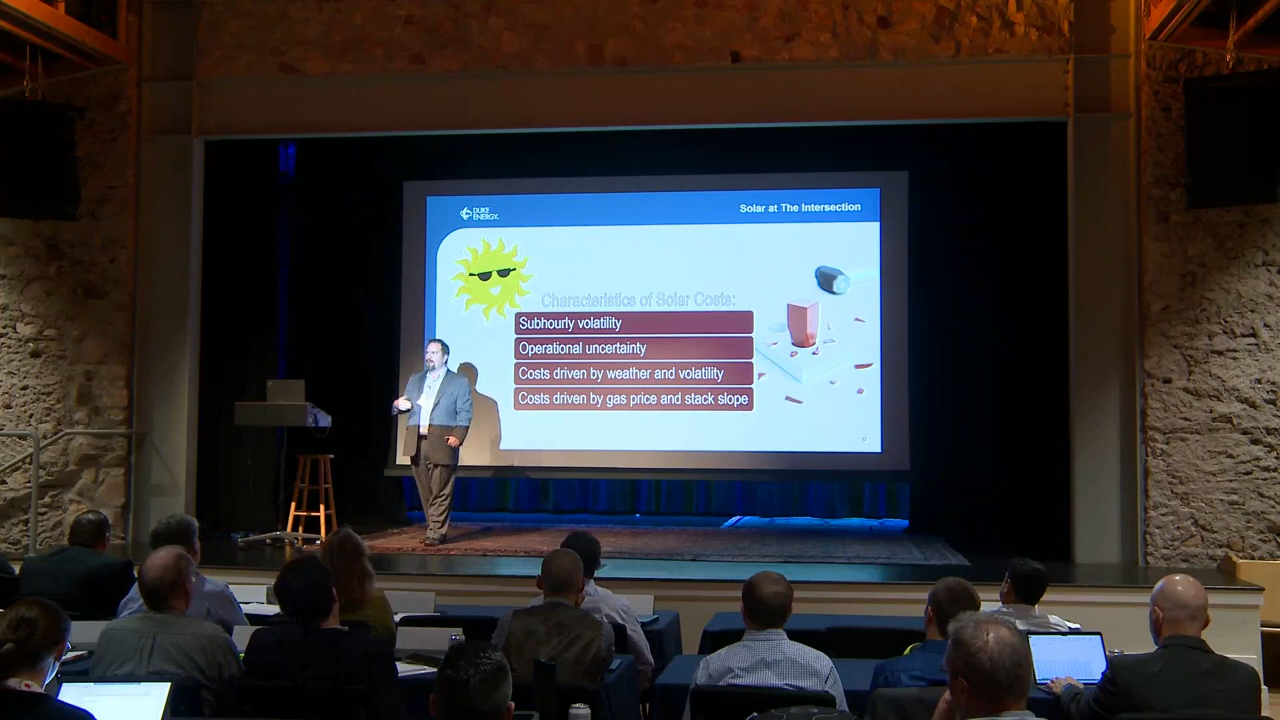 DUKE
ENERGY.
Solar at The Intersection
Characteristics of Solar Costs:
Subhourly volatility
Operational uncertainty
Costs driven by weather and volatility
Costs driven by gas price and stack slope